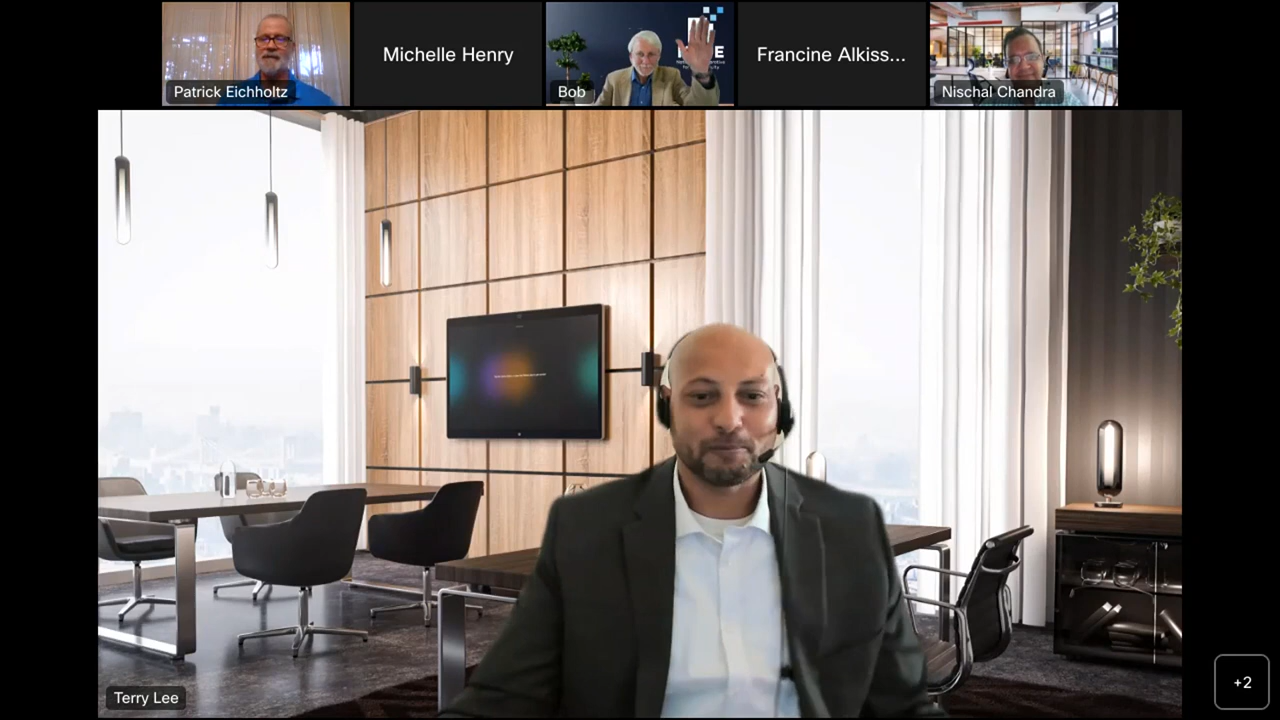 Patrick Eichholtz
Michelle Henry
Bob
Francine Alkiss...
Nischal Chandra
Terry Lee
+2